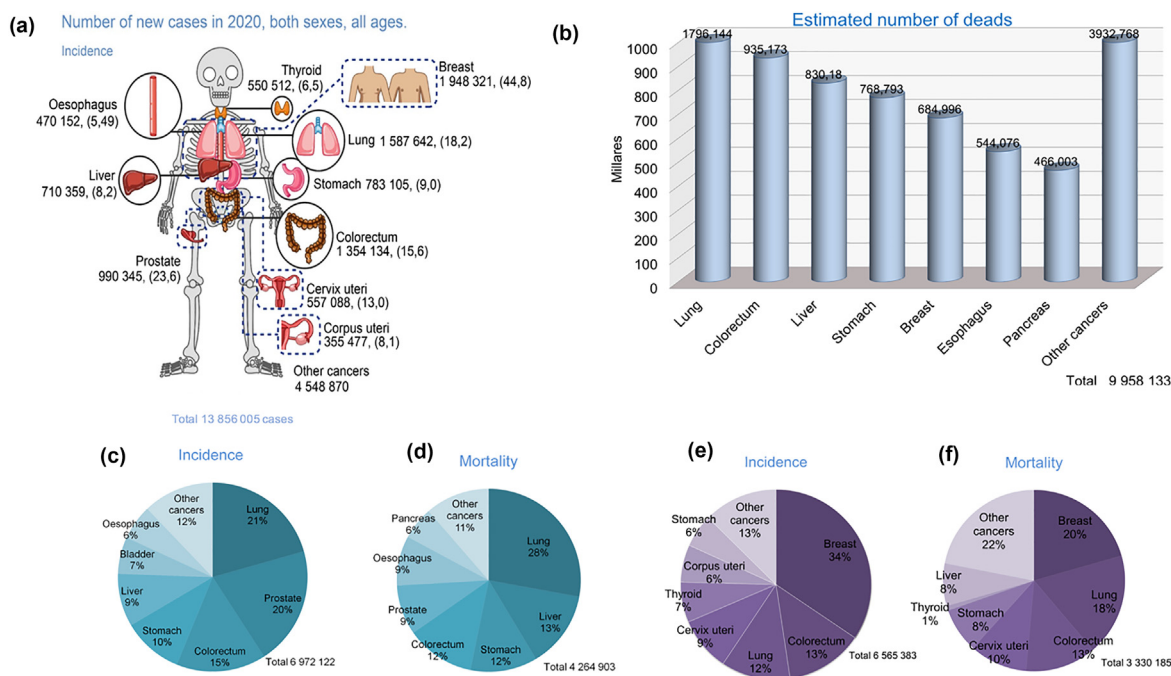 (a)
Number of new cases in 2020, both sexes, all ages.
Incidence
Thyroid
550 512, (6,5)
Breast
1 948 321, (44,8)
Oesophagus
470 152, (5,49)
Lung 1 587 642, (18,2)
Liver
710 359, (8,2)
Stomach 783 105, (9,0)
Colorectum
1 354 134, (15,6)
Prostate
990 345, (23,6)
Cervix uteri
557 088, (13,0)
Corpus uteri
355 477, (8,1)
Other cancers
4 548 870
Total 13 856 005 cases
(b)
Estimated number of deads
1796,144
935,173
830,18
768,793
684,996
544,076
466,003
3932,768
Millares
1000
900
800
700
600
500
400
300
200
100
0
Lung
Colorectum
Liver
Stomach
Breast
Esophagus
Pancreas
Other cancers
Total 9 958 133
(c)
Incidence
Other
cancers
12%
Lung
21%
Oesophagus
6%
Bladder
7%
Liver
9%
Prostate
20%
Stomach
10%
Colorectum
15%
Total 6 972 122
(d)
Mortality
Other
cancers
11%
Pancreas
6%
Lung
28%
Oesophagus
9%
Prostate
9%
Liver
13%
Colorectum
12%
Stomach
12%
Total 4 264 903
(e)
Incidence
Other
cancers
13%
Stomach
6%
Breast
34%
Corpus uteri
6%
Thyroid
7%
Cervix uteri
9%
Lung
12%
Colorectum
13%
Total 6 565 383
(f)
Mortality
Other
cancers
22%
Breast
20%
Liver
8%
Lung
18%
Thyroid
1%
Stomach
8%
Cervix uteri
10%
Colorectum
13%
Total 3 330 185